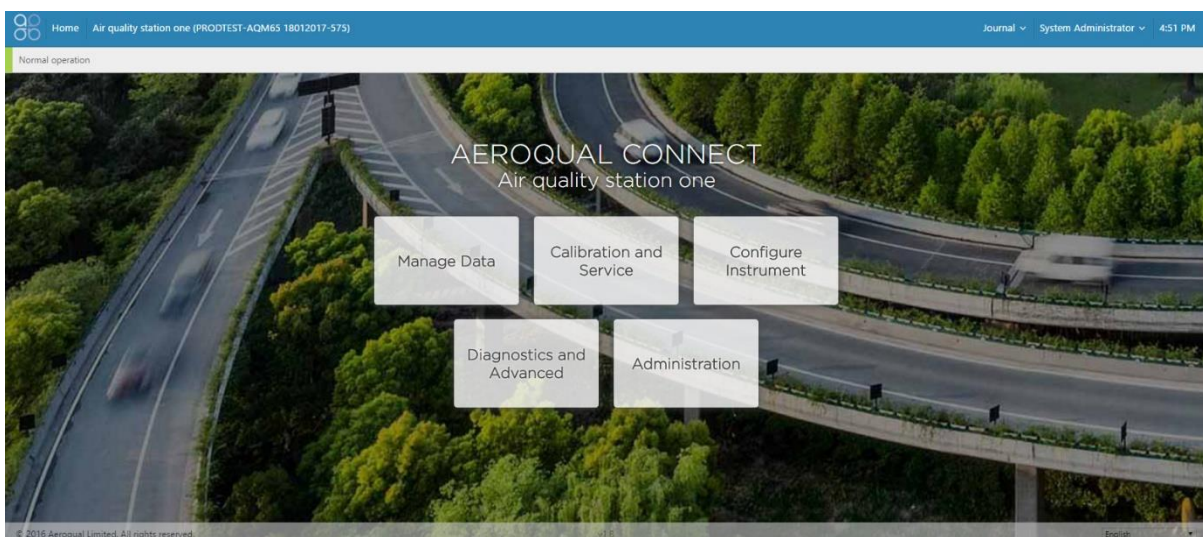 Home Air quality station one (PRODTEST-AQM65 18012017-575) Journal System Administrator 4:51 PM
Normal operation
AEROQUAL CONNECT
Air quality station one
Manage Data
Calibration and
Service
Configure
Instrument
Diagnostics and
Advanced
Administration
© 2016 Aeroqual Limited. All rights reserved. v1.6 English